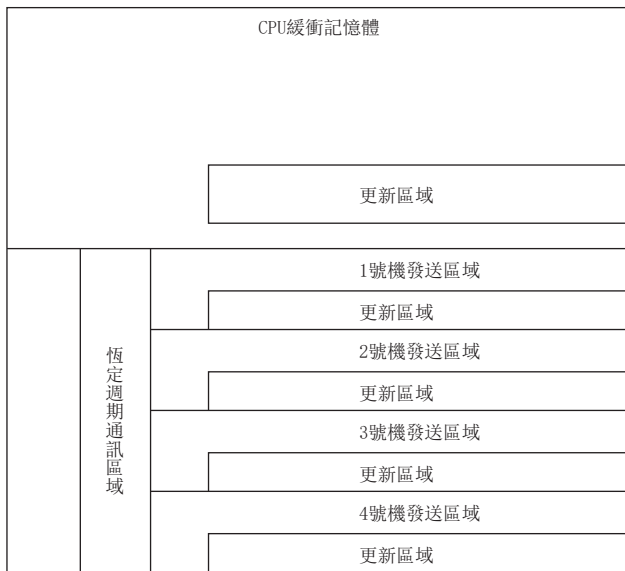 CPU緩衝記憶體
更新區域
恆定週期通訊區域
1號機發送區域
更新區域
2號機發送區域
更新區域
3號機發送區域
更新區域
4號機發送區域
更新區域